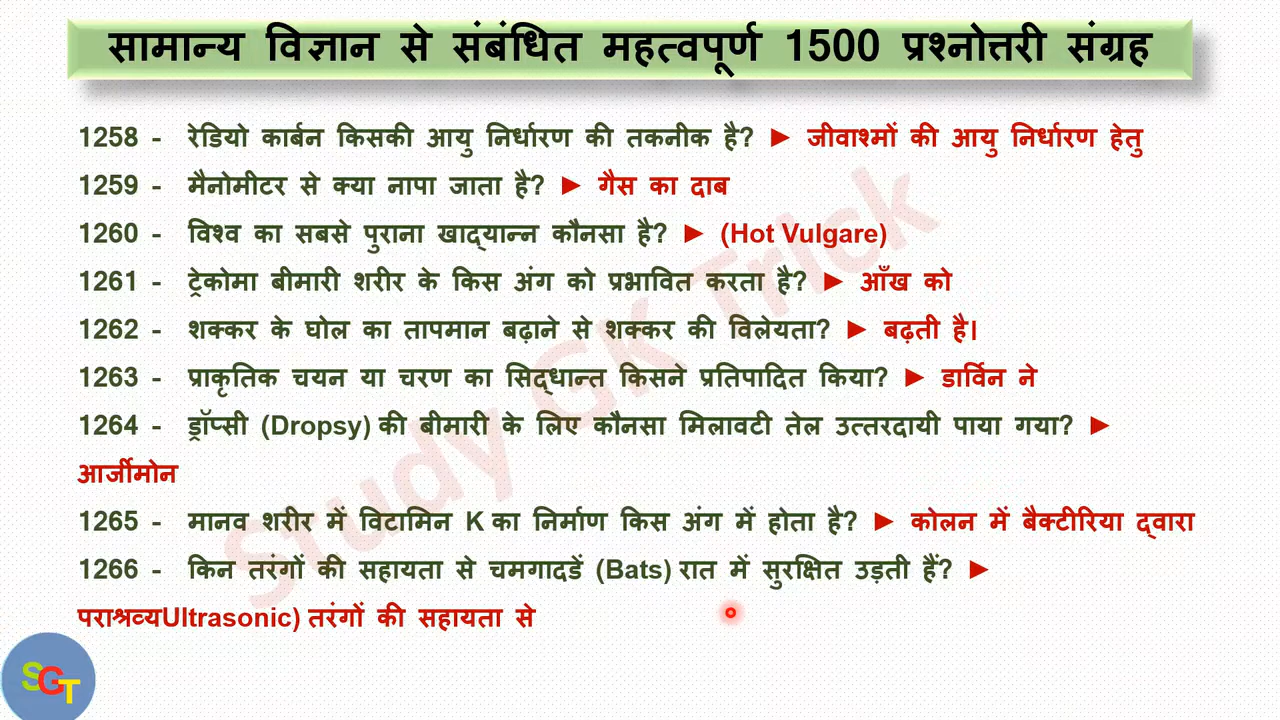 सामान्य विज्ञान से संबंधित महत्वपूर्ण 1500 प्रश्नोत्तरी संग्रह
1258 - रेडियो कार्बन किसकी आयु निर्धारण की तकनीक है? ► जीवाश्मों की आयु निर्धारण हेतु
1259 - मैनोमीटर से क्या नापा जाता है? ► गैस का दाब
1260 - विश्व का सबसे पुराना खाद्यान्न कौनसा है? ► (Hot Vulgare)
1261 - ट्रेकोमा बीमारी शरीर के किस अंग को प्रभावित करता है? ► आँख को
1262 - शक्कर के घोल का तापमान बढ़ाने से शक्कर की विलेयता? ► बढ़ती है।
1263 - प्राकृतिक चयन या चरण का सिद्धान्त किसने प्रतिपादित किया? ► डार्विन ने
1264 - ड्रॉप्सी (Dropsy) की बीमारी के लिए कौनसा मिलावटी तेल उत्तरदायी पाया गया? ►
आर्जीमोन
1265 - मानव शरीर में विटामिन K का निर्माण किस अंग में होता है? ► कोलन में बैक्टीरिया द्वारा
1266 - किन तरंगों की सहायता से चमगादडें (Bats) रात में सुरक्षित उड़ती हैं? ►
पराश्रव्यUltrasonic) तरंगों की सहायता से
Study GK Trick
SGT